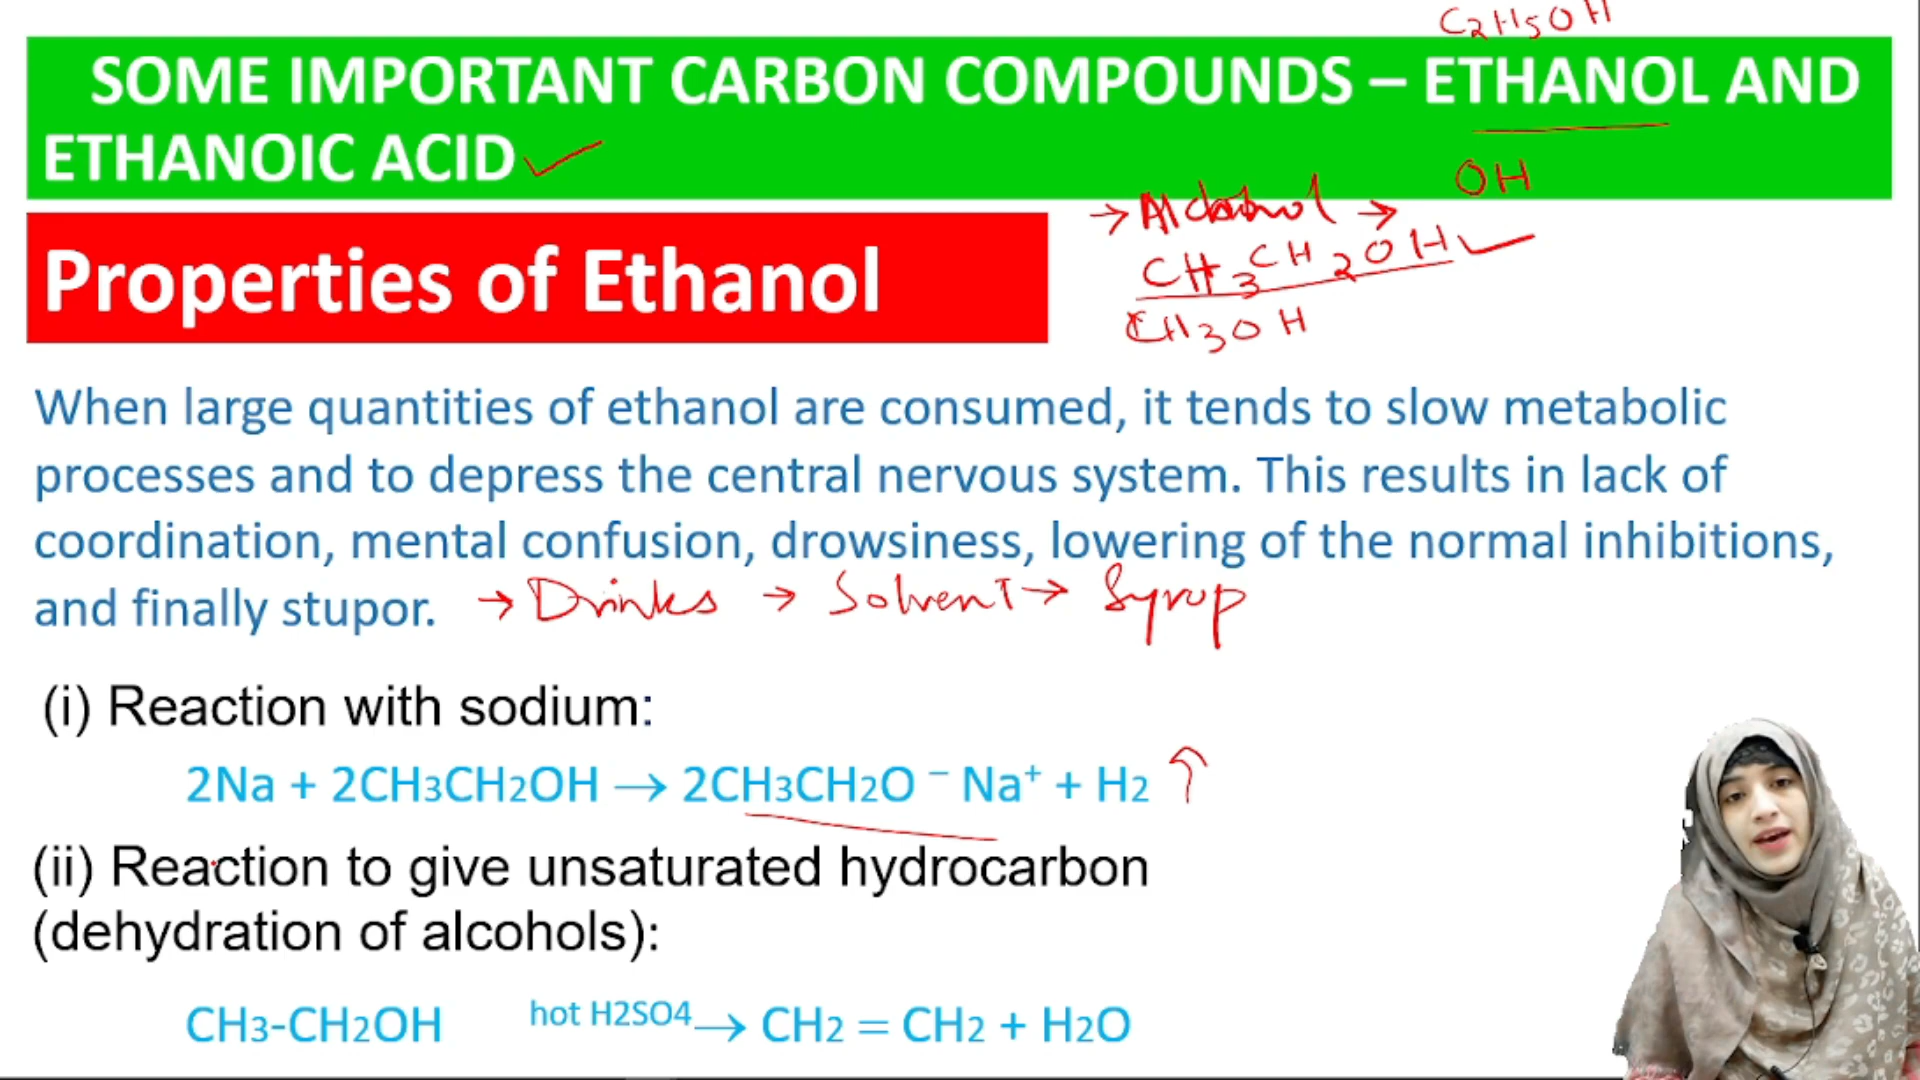 C2H5OH
SOME IMPORTANT CARBON COMPOUNDS – ETHANOL AND
ETHANOIC ACID
OH
→ Alcohol →
CH3CH2OH
CH3OH
Properties of Ethanol
When large quantities of ethanol are consumed, it tends to slow metabolic
processes and to depress the central nervous system. This results in lack of
coordination, mental confusion, drowsiness, lowering of the normal inhibitions,
and finally stupor. → Drinks → Solvent → Syrup
(i) Reaction with sodium:
2Na + 2CH3CH2OH → 2CH3CH2O – Na+ + H2 ↑
(ii) Reaction to give unsaturated hydrocarbon
(dehydration of alcohols):
CH3-CH2OH hot H2SO4 → CH2 = CH2 + H2O